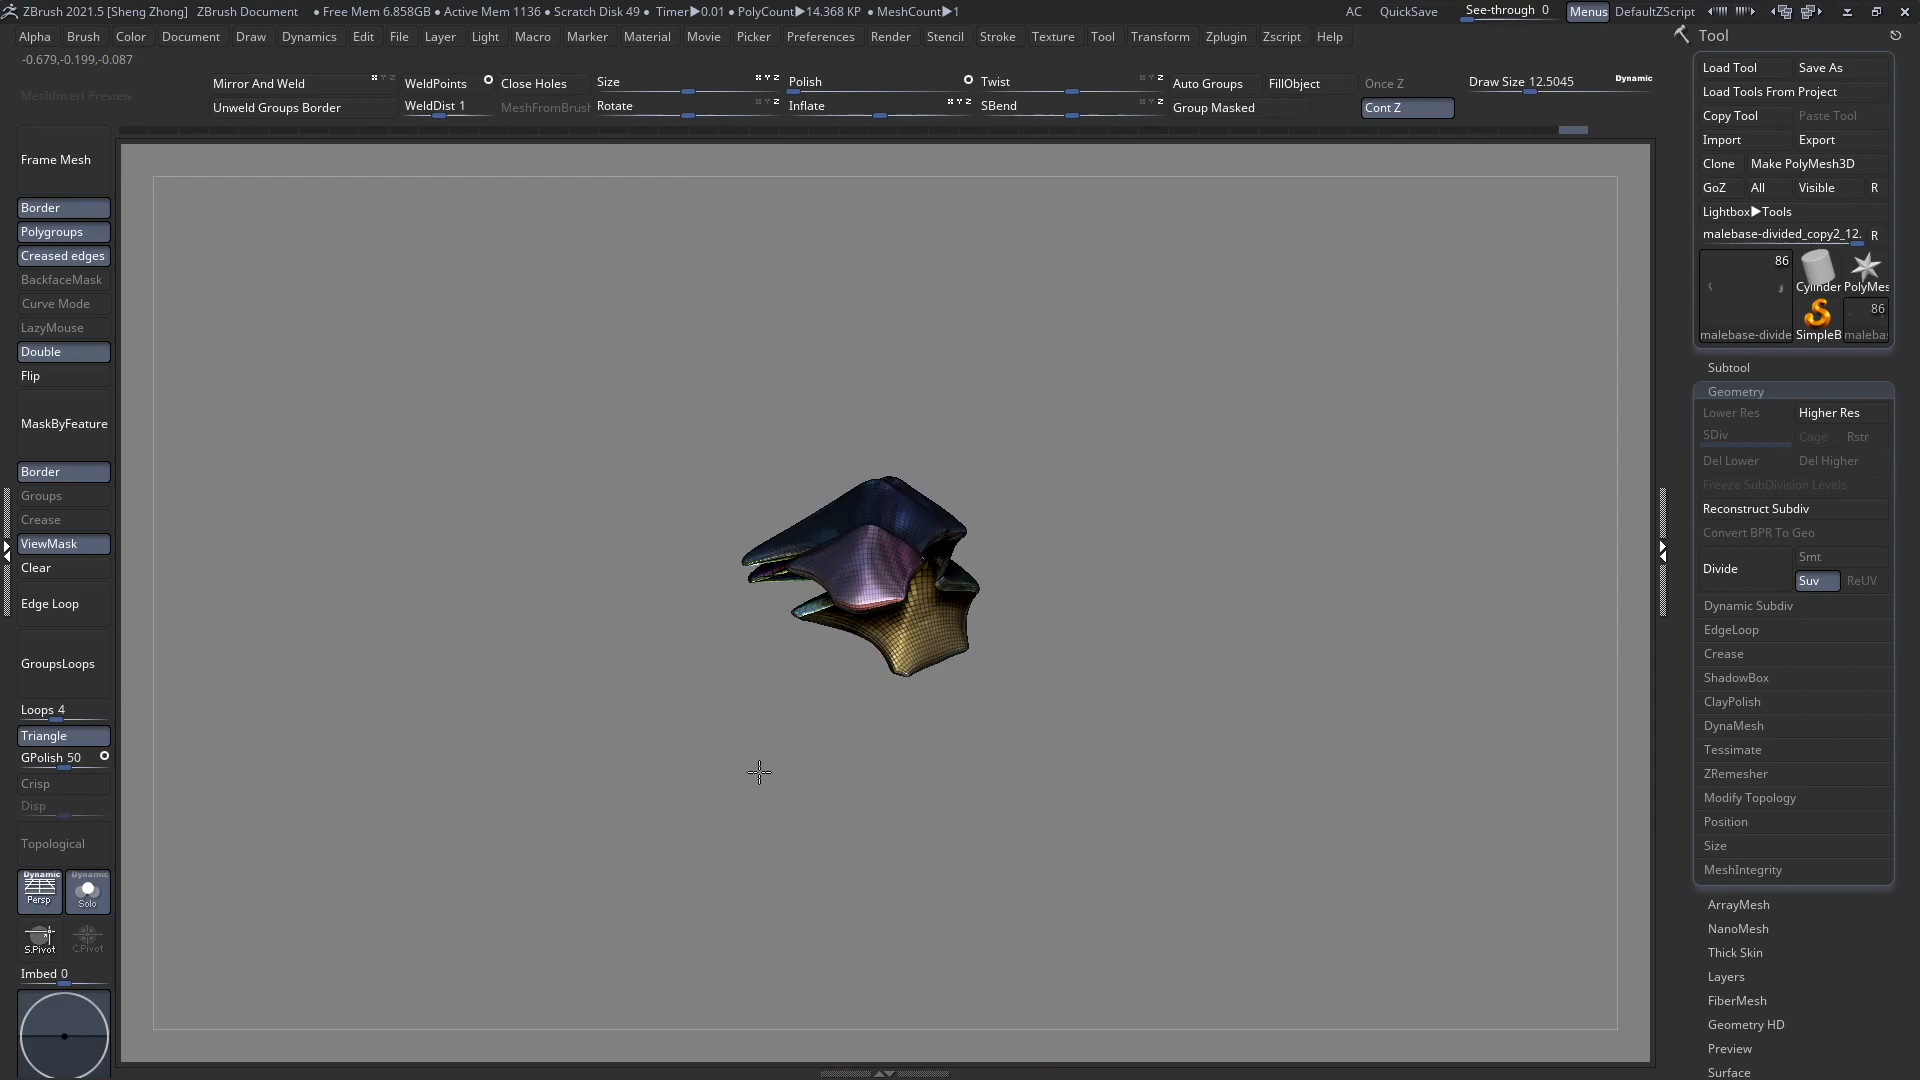 ZBrush 2021.5 [Sheng Zhong] ZBrush Document • Free Mem 6.858GB • Active Mem 1136 • Scratch Disk 49 • Timer▶0.01 • PolyCount▶14.368 KP • MeshCount▶1 AC QuickSave See-through 0 Menus DefaultZScript
Alpha Brush Color Document Draw Dynamics Edit File Layer Light Macro Marker Material Movie Picker Preferences Render Stencil Stroke Texture Tool Transform Zplugin Zscript Help
-0.679,-0.199,-0.087
MeshInsert Preview
Mirror And Weld WeldPoints Close Holes Size Polish Twist Auto Groups FillObject Once Z Draw Size 12.5045 Dynamic
Unweld Groups Border WeldDist 1 MeshFromBrush Rotate Inflate SBend Group Masked Cont Z
Frame Mesh
Border
Polygroups
Creased edges
BackfaceMask
Curve Mode
LazyMouse
Double
Flip
MaskByFeature
Border
Groups
Crease
ViewMask
Clear
Edge Loop
GroupsLoops
Loops 4
Triangle
GPolish 50
Crisp
Disp
Topological
Dynamic Dynamic
Persp Solo
S.Pivot C.Pivot
Imbed 0
Tool
Load Tool Save As
Load Tools From Project
Copy Tool Paste Tool
Import Export
Clone Make PolyMesh3D
GoZ All Visible R
Lightbox▶Tools
malebase-divided_copy2_12. R
86
Cylinder PolyMes
86
malebase-divide SimpleB maleba
Subtool
Geometry
Lower Res Higher Res
SDiv Cage Rstr
Del Lower Del Higher
Freeze SubDivision Levels
Reconstruct Subdiv
Convert BPR To Geo
Divide Smt
Suv ReUV
Dynamic Subdiv
EdgeLoop
Crease
ShadowBox
ClayPolish
DynaMesh
Tessimate
ZRemesher
Modify Topology
Position
Size
MeshIntegrity
ArrayMesh
NanoMesh
Thick Skin
Layers
FiberMesh
Geometry HD
Preview
Surface